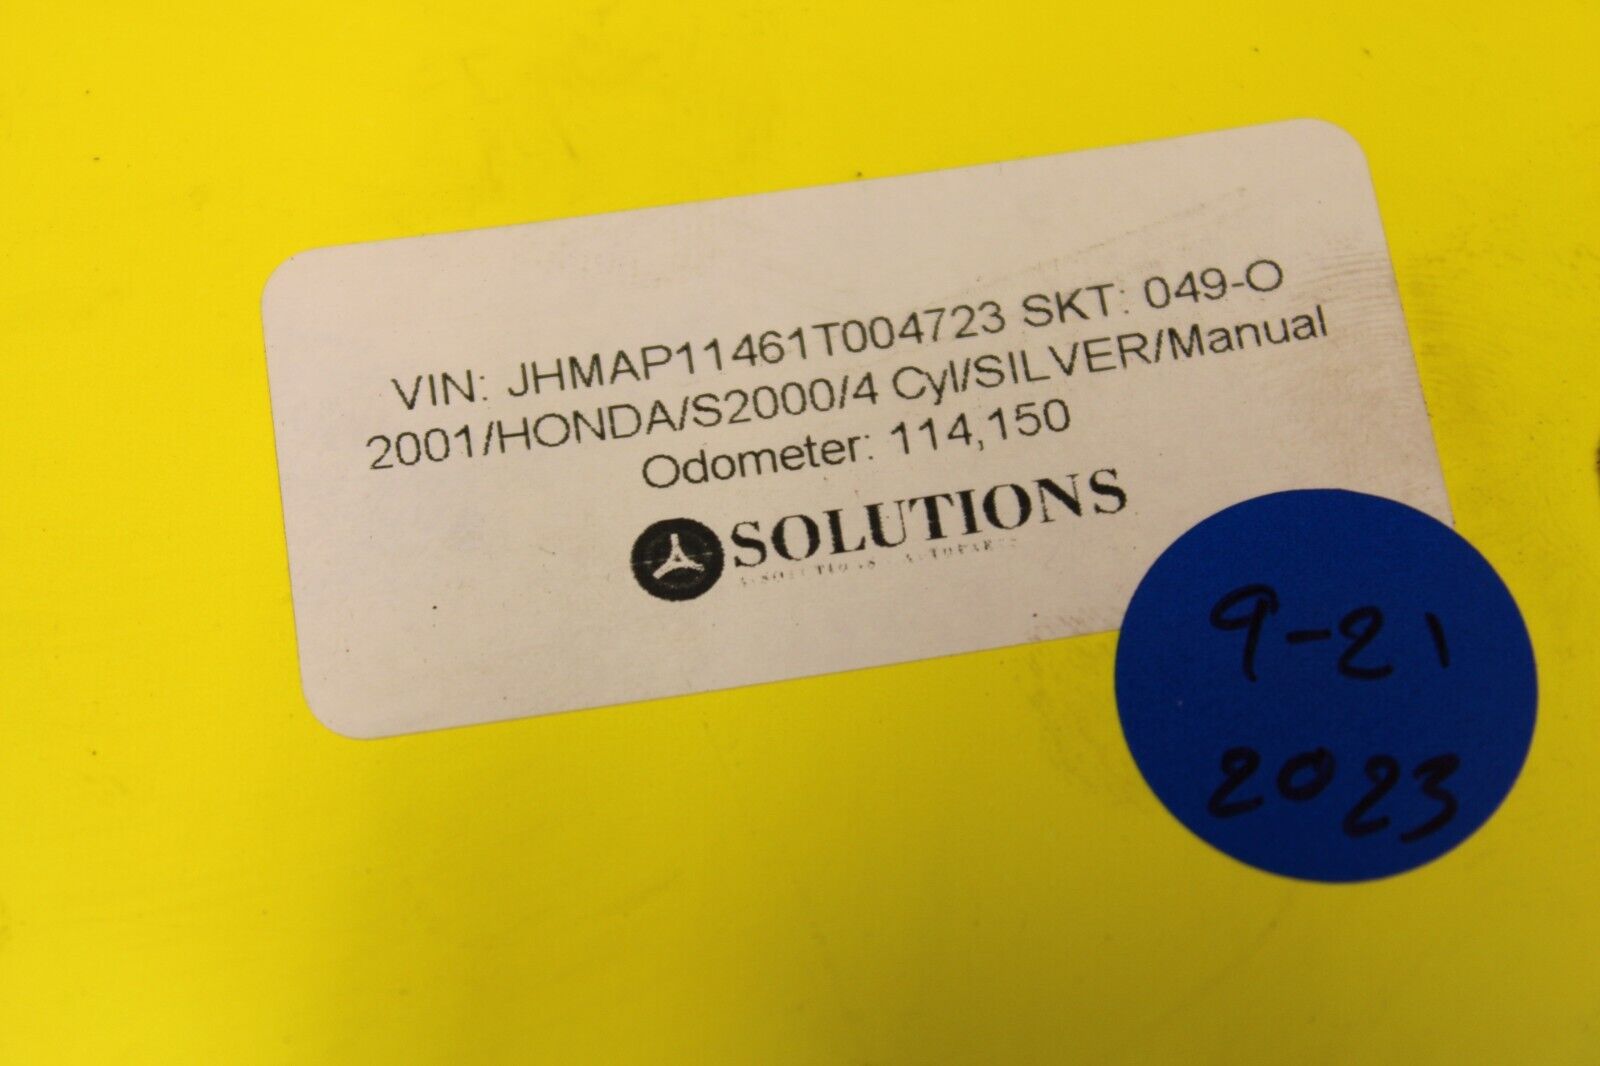 VIN: JHMAP11461T004723 SKT: 049-O
2001/HONDA/S2000/4 Cyl/SILVER/Manual
Odometer: 114,150
SOLUTIONS
9-21
2023